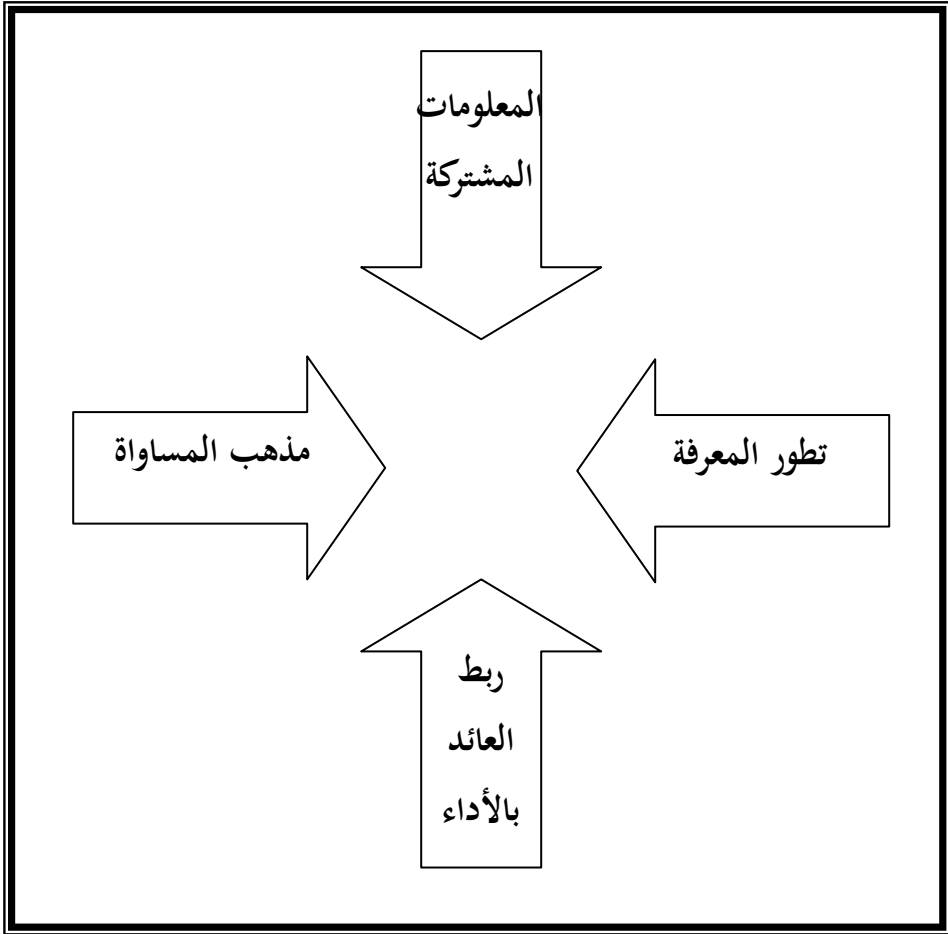 المعلومات
المشتركة
تطور المعرفة
مذهب المساواة
ربط
العائد
بالأداء